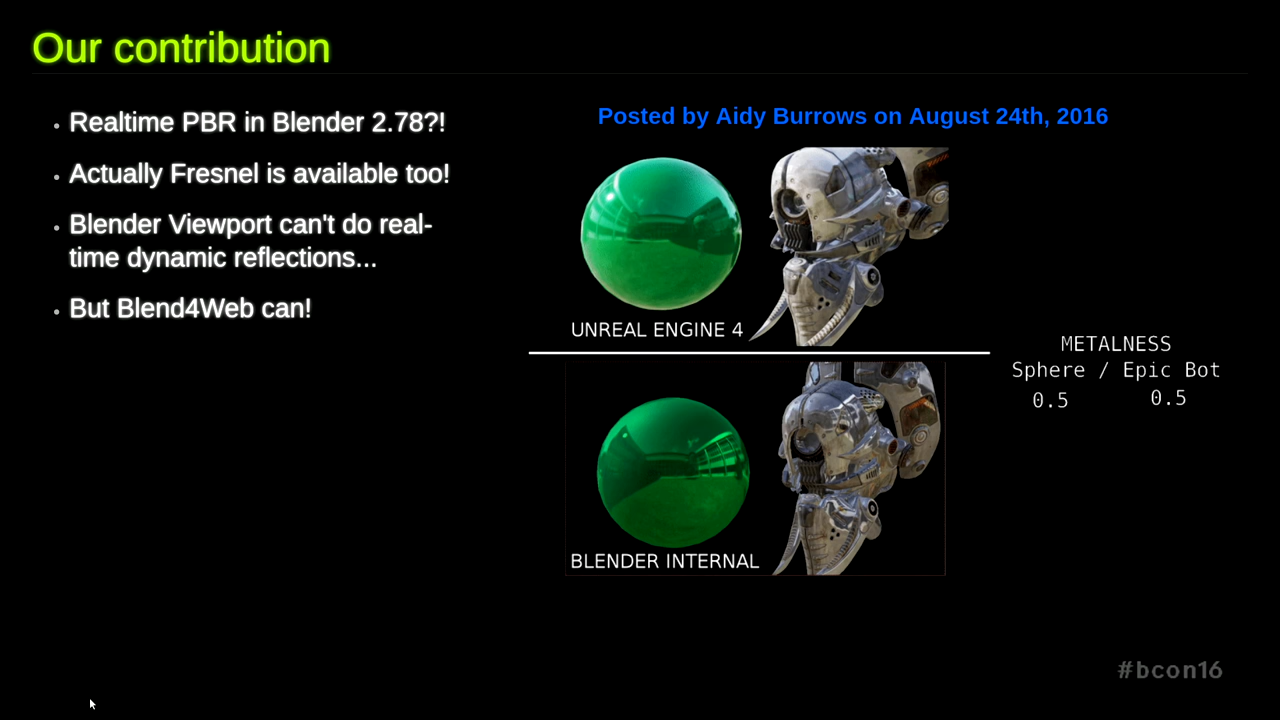 Our contribution
Realtime PBR in Blender 2.78?!
Actually Fresnel is available too!
Blender Viewport can't do real-
time dynamic reflections...
But Blend4Web can!
Posted by Aidy Burrows on August 24th, 2016
UNREAL ENGINE 4
METALNESS
Sphere / Epic Bot
0.5 0.5
BLENDER INTERNAL
#bcon16